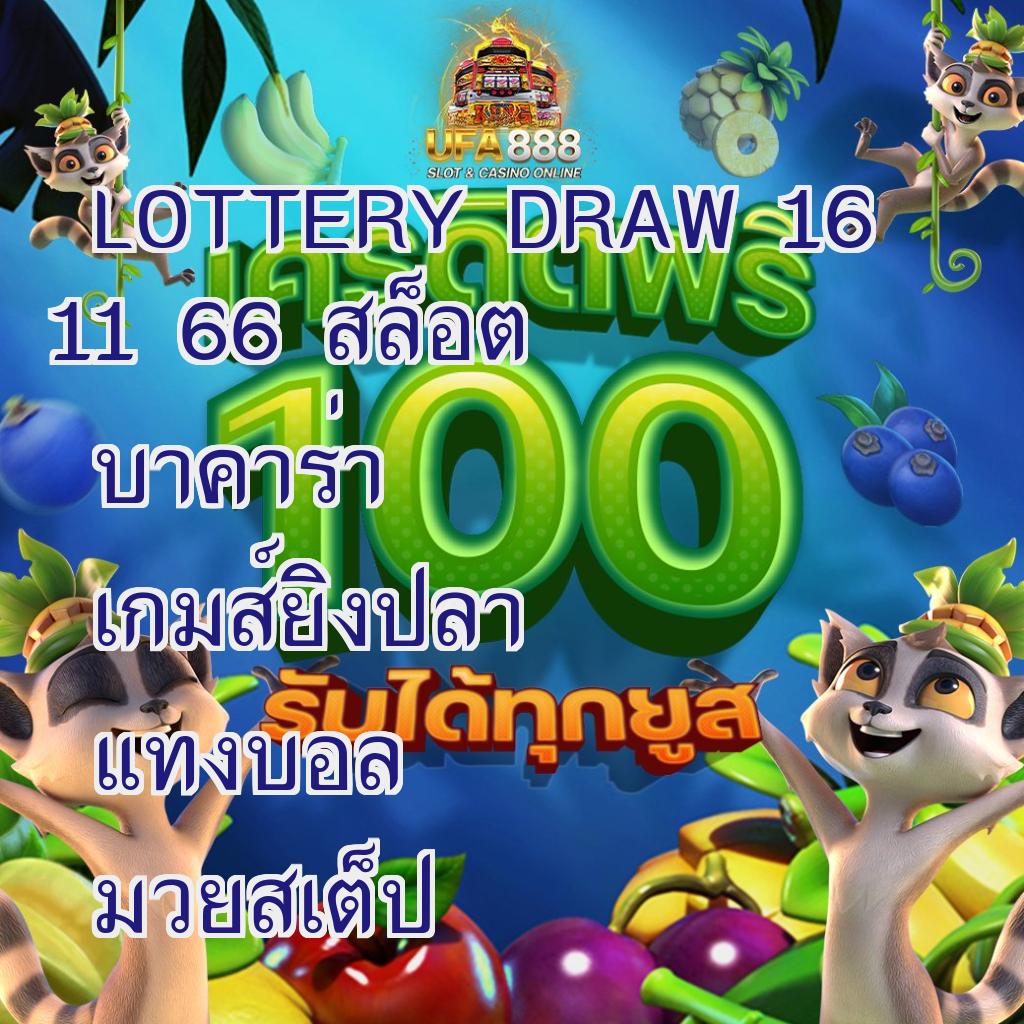 KING
UFA888
SLOT & CASINO ONLINE
LOTTERY DRAW 16
เครดิตฟรี
11 66 สล็อต
100
บาคาร่า
เกมส์ยิงปลา
รับได้ทุกยูส
แทงบอล
มวยสเต็ป